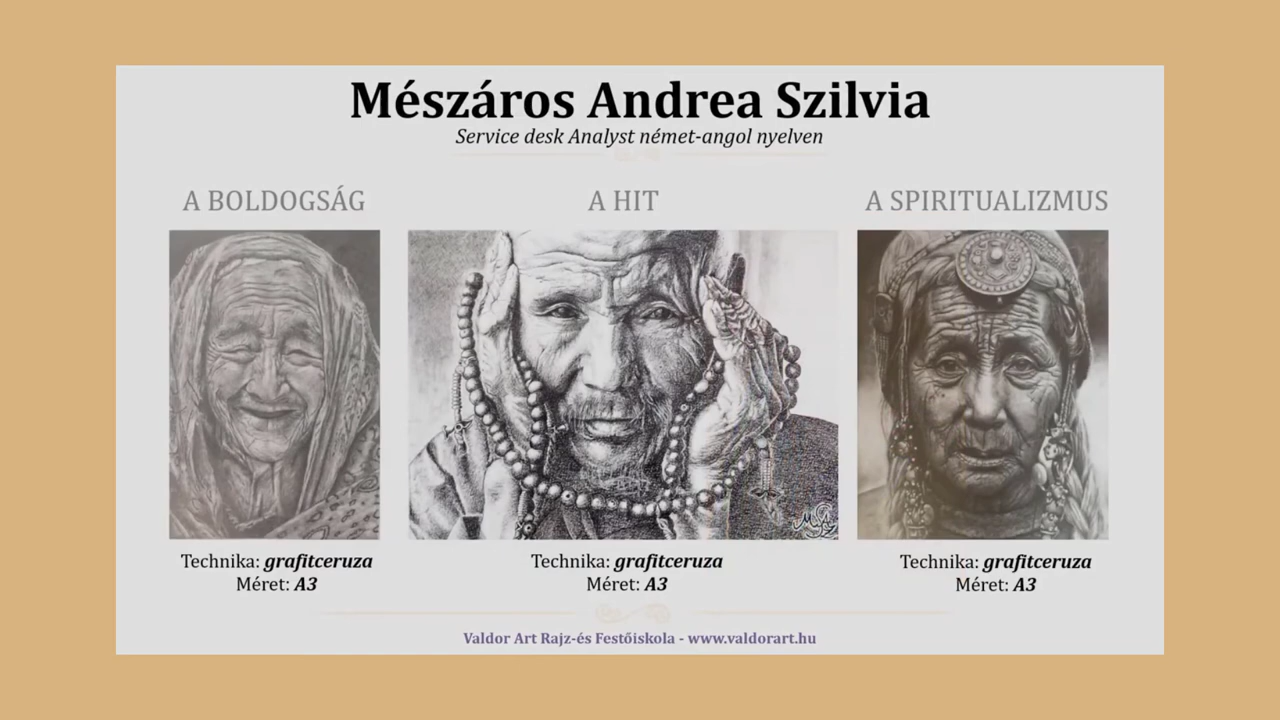 Mészáros Andrea Szilvia
Service desk Analyst német-angol nyelven
A BOLDOGSÁG
A HIT
A SPIRITUALIZMUS
Technika: grafitceruza
Méret: A3
Technika: grafitceruza
Méret: A3
Technika: grafitceruza
Méret: A3
Valdor Art Rajz-és Festőiskola - www.valdorart.hu